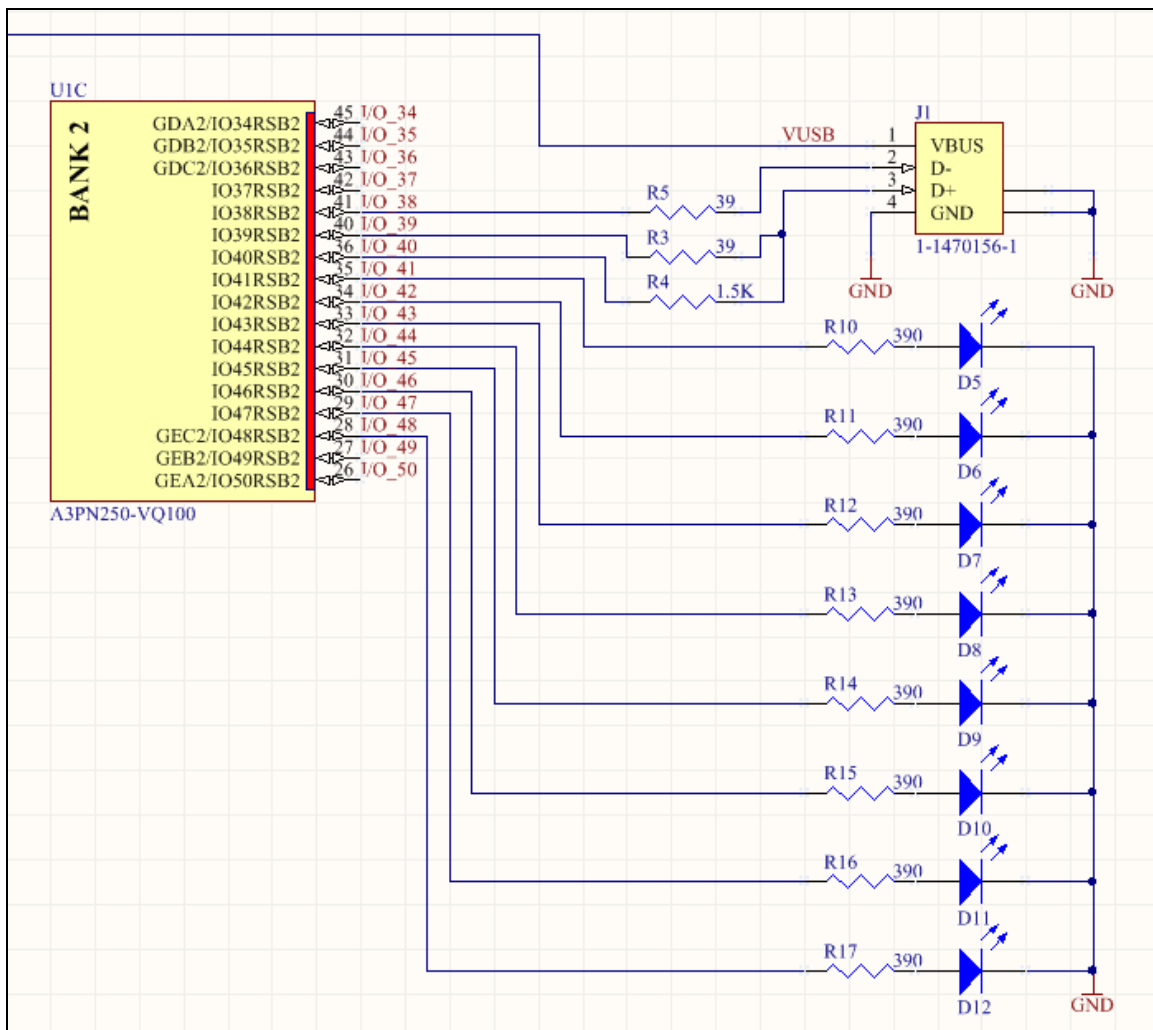 U1C
BANK 2
GDA2/IO34RSB2 45 I/O_34
GDB2/IO35RSB2 44 I/O_35
GDC2/IO36RSB2 43 I/O_36
IO37RSB2 42 I/O_37
IO38RSB2 41 I/O_38
IO39RSB2 40 I/O_39
IO40RSB2 36 I/O_40
IO41RSB2 35 I/O_41
IO42RSB2 34 I/O_42
IO43RSB2 33 I/O_43
IO44RSB2 32 I/O_44
IO45RSB2 31 I/O_45
IO46RSB2 30 I/O_46
IO47RSB2 29 I/O_47
GEC2/IO48RSB2 28 I/O_48
GEB2/IO49RSB2 27 I/O_49
GEA2/IO50RSB2 26 I/O_50
A3PN250-VQ100
J1
VUSB 1 VBUS
2 D-
3 D+
4 GND
1-1470156-1
R5 39
R3 39
R4 1.5K
GND
GND
R10 390
D5
R11 390
D6
R12 390
D7
R13 390
D8
R14 390
D9
R15 390
D10
R16 390
D11
R17 390
D12
GND